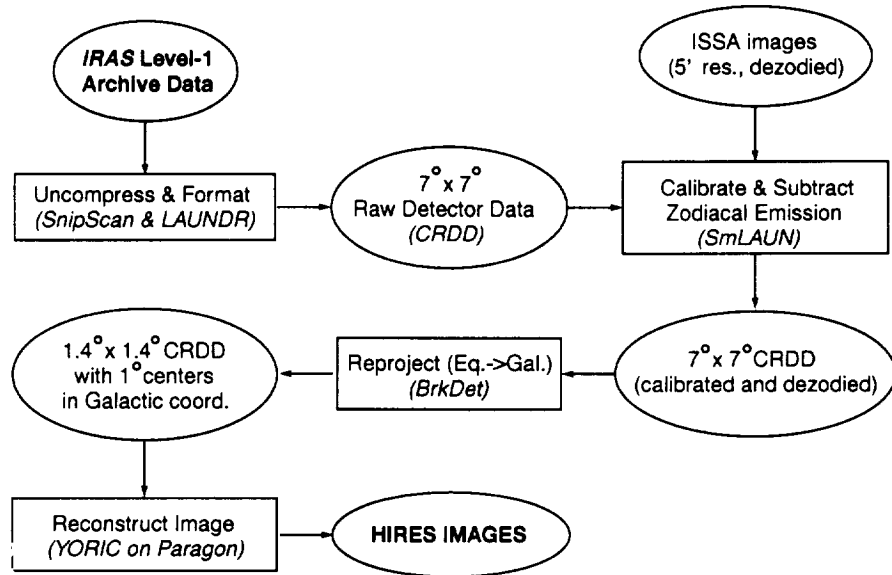 IRAS Level-1
Archive Data
ISSA images
(5' res., dezodied)
Uncompress & Format
(SnipScan & LAUNDR)
7° x 7°
Raw Detector Data
(CRDD)
Calibrate & Subtract
Zodiacal Emission
(SmLAUN)
1.4° x 1.4° CRDD
with 1° centers
in Galactic coord.
Reproject (Eq.->Gal.)
(BrkDet)
7° x 7° CRDD
(calibrated and dezodied)
Reconstruct Image
(YORIC on Paragon)
HIRES IMAGES